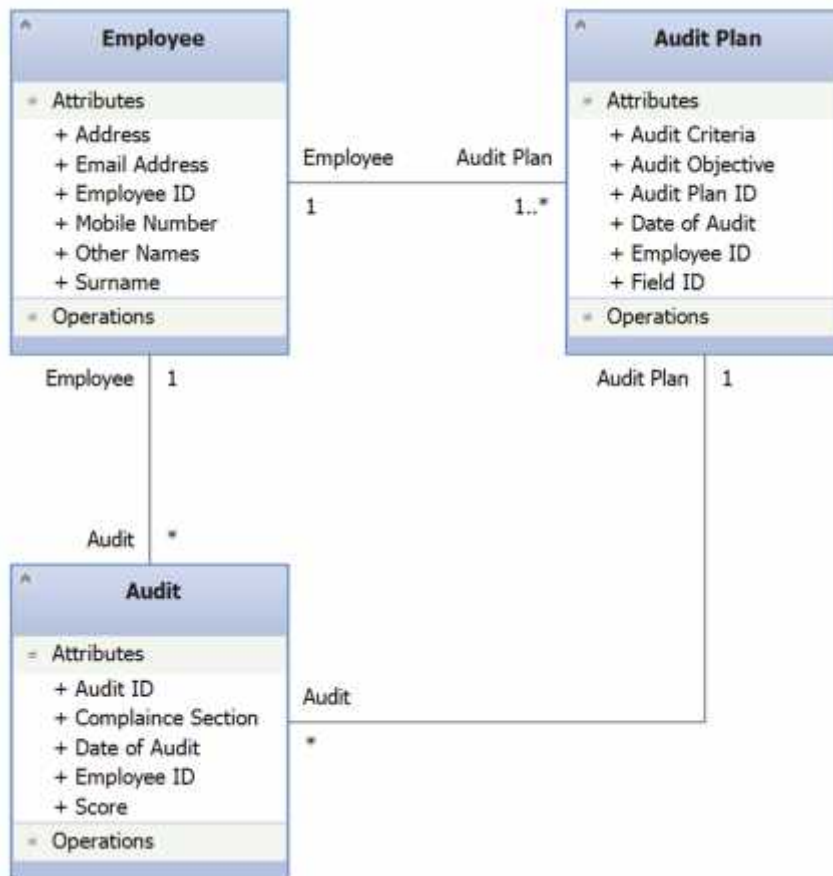 Employee
Attributes
+ Address
+ Email Address
+ Employee ID
+ Mobile Number
+ Other Names
+ Surname
Operations
Employee Audit Plan
1 1..*
Audit Plan
Attributes
+ Audit Criteria
+ Audit Objective
+ Audit Plan ID
+ Date of Audit
+ Employee ID
+ Field ID
Operations
Employee 1
Audit Plan 1
Audit *
Audit
Attributes
+ Audit ID
+ Complaince Section
+ Date of Audit
+ Employee ID
+ Score
Operations
Audit
*